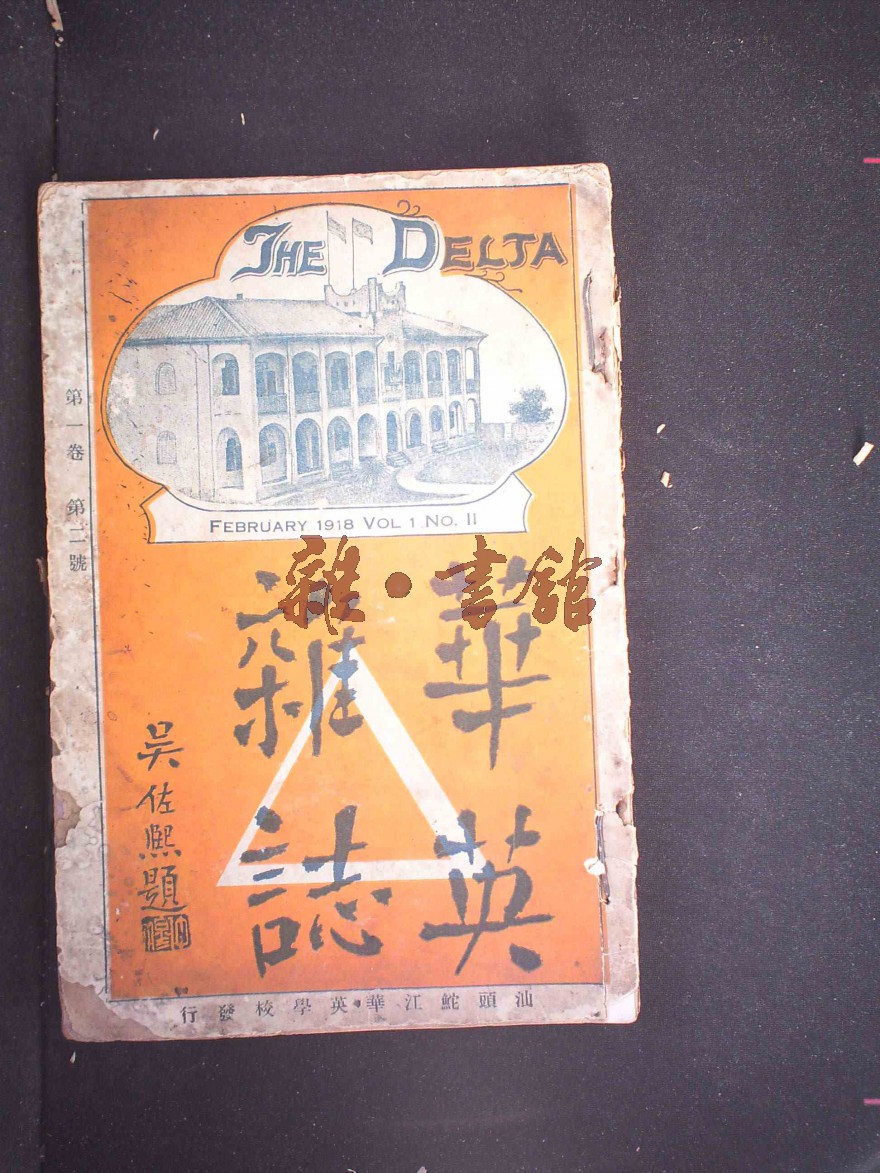 THE DELTA
FEBRUARY 1918 VOL 1 NO. II
第一卷 第二號
雜·書館
華英
雜誌
吳佐熙題
汕頭鮀江華英學校發行